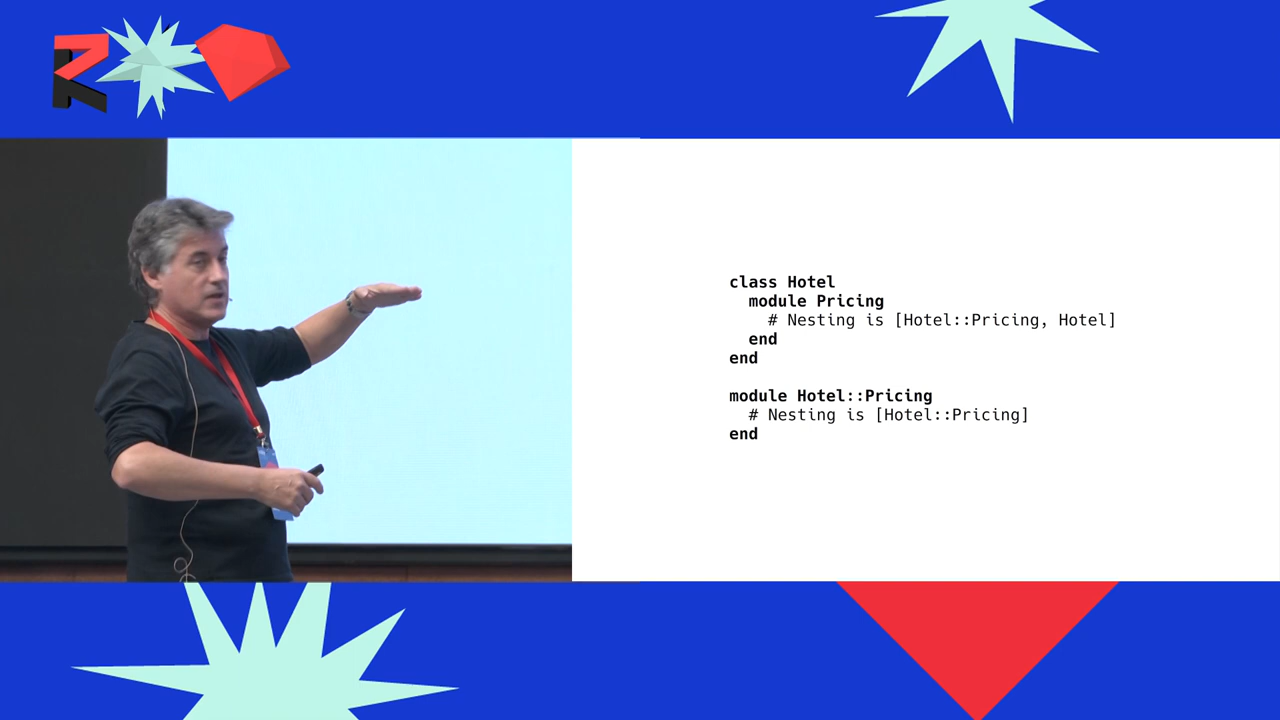 class Hotel
  module Pricing
    # Nesting is [Hotel::Pricing, Hotel]
  end
end

module Hotel::Pricing
  # Nesting is [Hotel::Pricing]
end